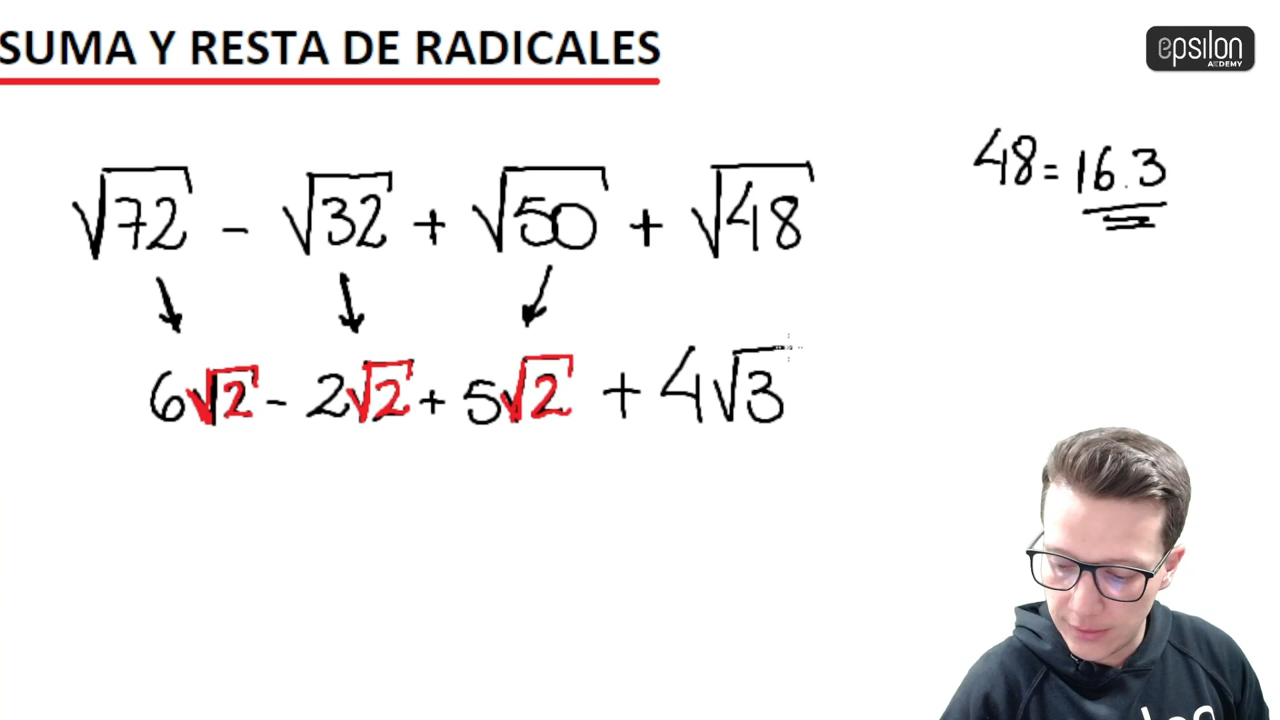 SUMA Y RESTA DE RADICALES
epsilon
ACADEMY
48 = 16.3
√72 - √32 + √50 + √48
6√2 - 2√2 + 5√2 + 4√3